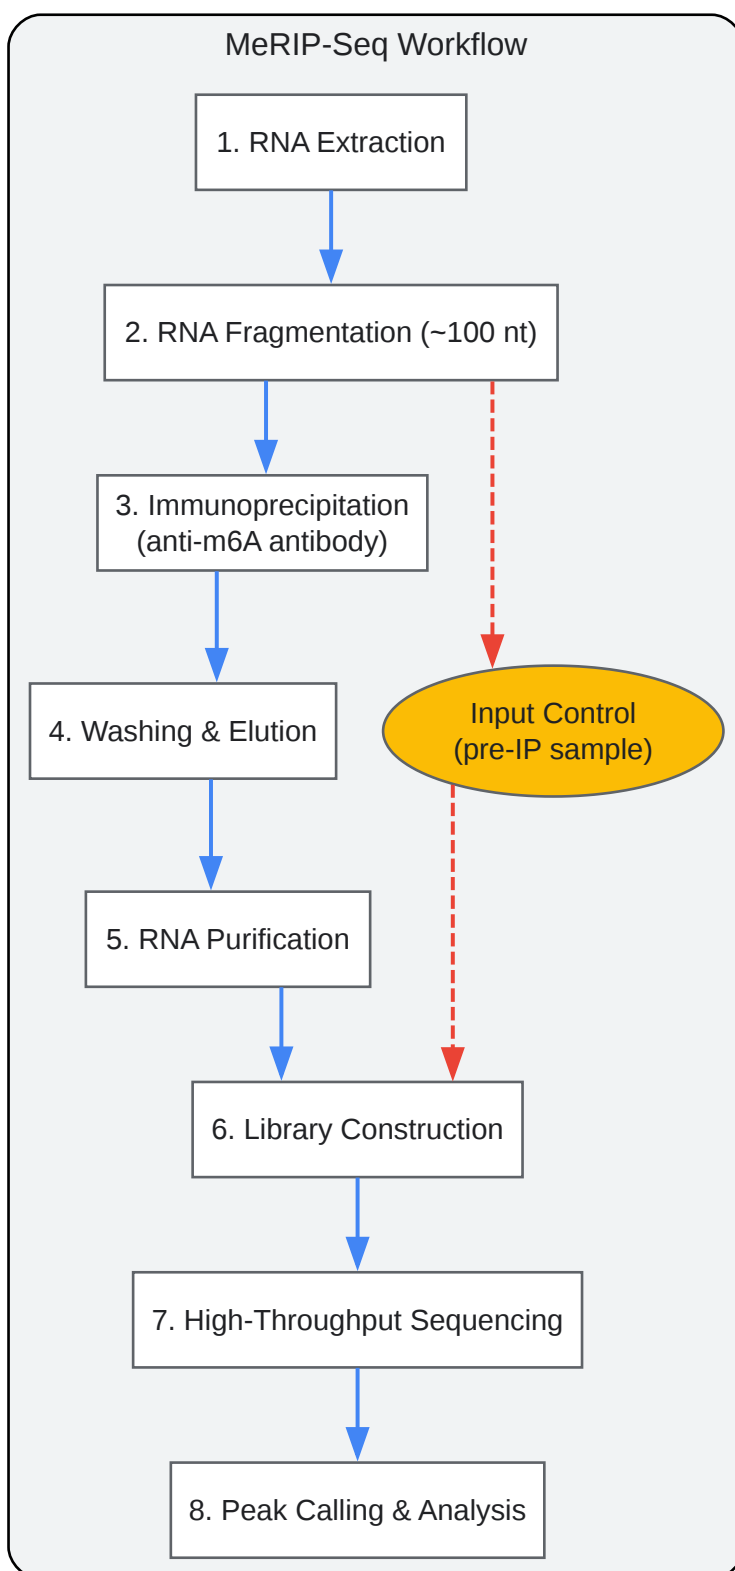 MeRIP-Seq Workflow
1. RNA Extraction
2. RNA Fragmentation (~100 nt)
3. Immunoprecipitation
(anti-m6A antibody)
4. Washing & Elution
Input Control
(pre-IP sample)
5. RNA Purification
6. Library Construction
7. High-Throughput Sequencing
8. Peak Calling & Analysis